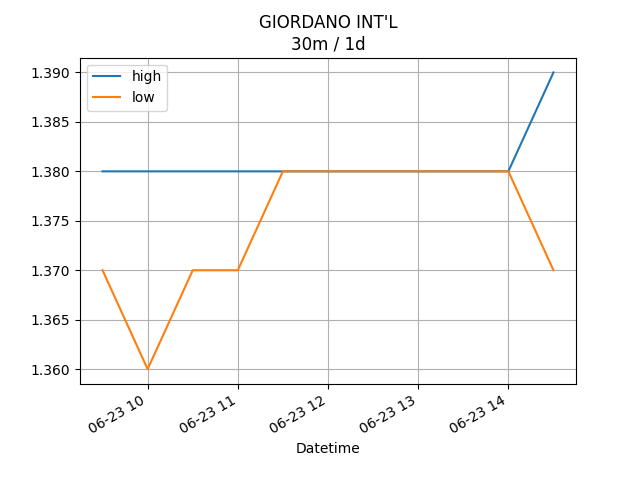 GIORDANO INT'L
30m / 1d
high
low
1.390
1.385
1.380
1.375
1.370
1.365
1.360
06-23 10
06-23 11
06-23 12
06-23 13
06-23 14
Datetime